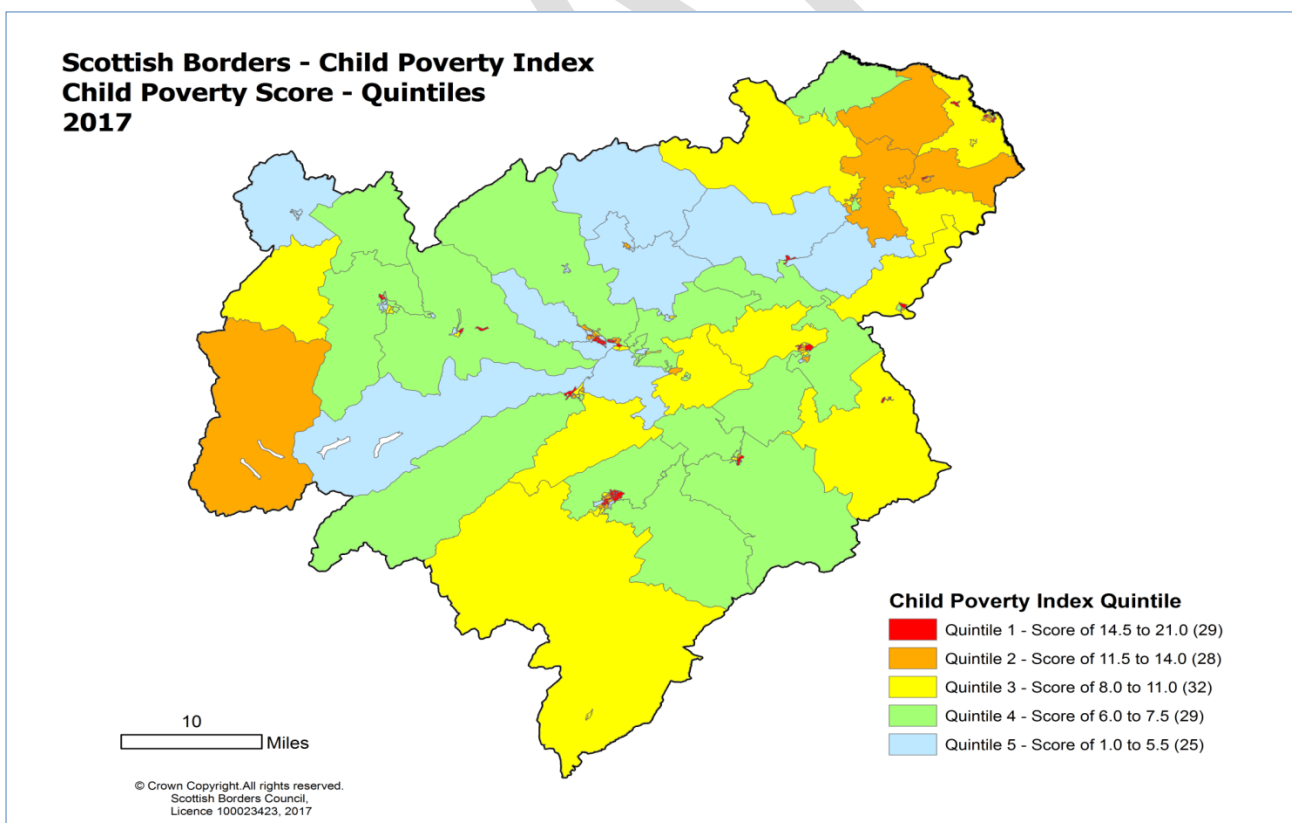 Scottish Borders - Child Poverty Index
Child Poverty Score - Quintiles
2017
Child Poverty Index Quintile
Quintile 1 - Score of 14.5 to 21.0 (29)
Quintile 2 - Score of 11.5 to 14.0 (28)
Quintile 3 - Score of 8.0 to 11.0 (32)
Quintile 4 - Score of 6.0 to 7.5 (29)
Quintile 5 - Score of 1.0 to 5.5 (25)
10
Miles
© Crown Copyright.All rights reserved.
Scottish Borders Council,
Licence 100023423, 2017